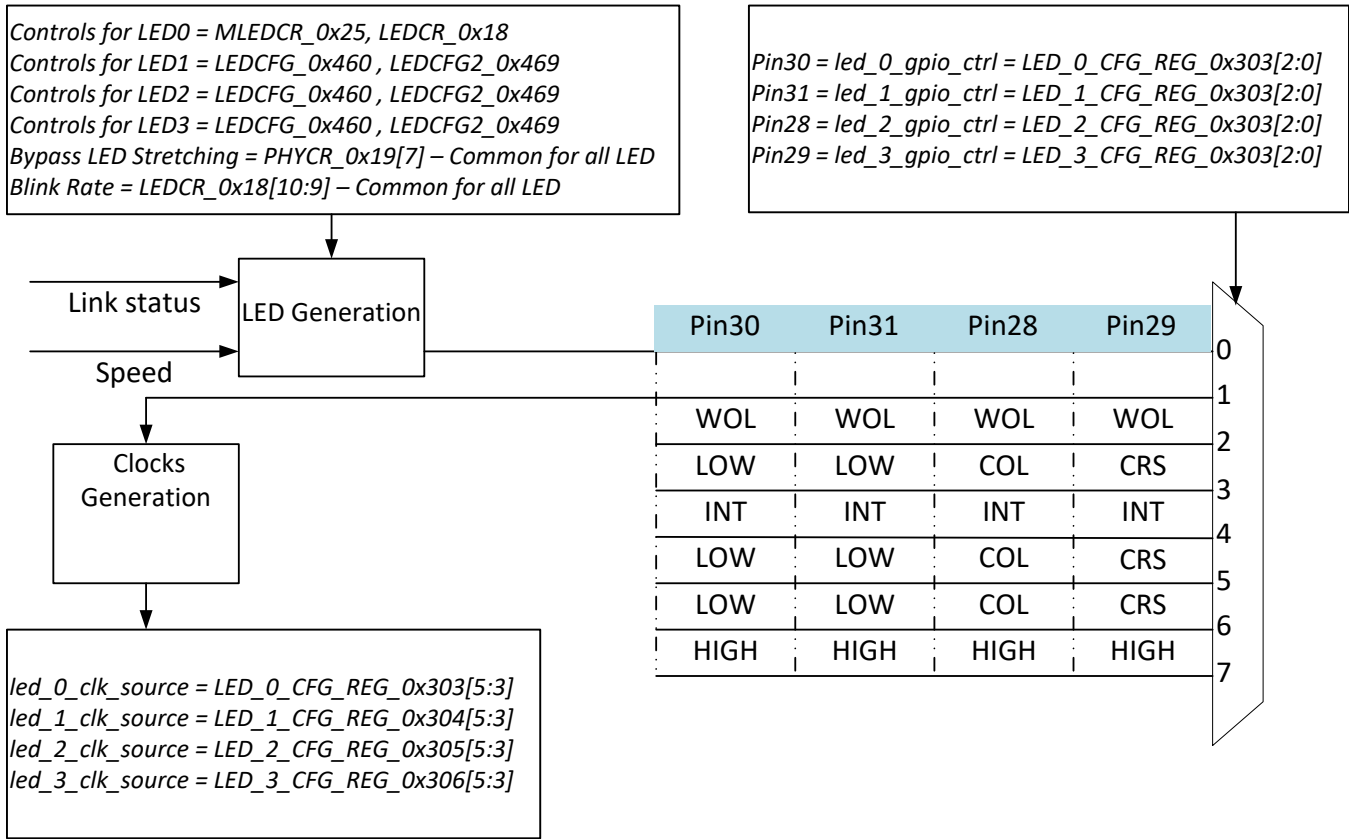 Controls for LED0 = MLEDCR_0x25, LEDCR_0x18
Controls for LED1 = LEDCFG_0x460 , LEDCFG2_0x469
Controls for LED2 = LEDCFG_0x460 , LEDCFG2_0x469
Controls for LED3 = LEDCFG_0x460 , LEDCFG2_0x469
Bypass LED Stretching = PHYCR_0x19[7] – Common for all LED
Blink Rate = LEDCR_0x18[10:9] – Common for all LED
Pin30 = led_0_gpio_ctrl = LED_0_CFG_REG_0x303[2:0]
Pin31 = led_1_gpio_ctrl = LED_1_CFG_REG_0x303[2:0]
Pin28 = led_2_gpio_ctrl = LED_2_CFG_REG_0x303[2:0]
Pin29 = led_3_gpio_ctrl = LED_3_CFG_REG_0x303[2:0]
Link status
Speed
LED Generation
Pin30 Pin31 Pin28 Pin29
0
1
WOL WOL WOL WOL
2
LOW LOW COL CRS
3
INT INT INT INT
4
LOW LOW COL CRS
5
LOW LOW COL CRS
6
HIGH HIGH HIGH HIGH
7
Clocks
Generation
led_0_clk_source = LED_0_CFG_REG_0x303[5:3]
led_1_clk_source = LED_1_CFG_REG_0x304[5:3]
led_2_clk_source = LED_2_CFG_REG_0x305[5:3]
led_3_clk_source = LED_3_CFG_REG_0x306[5:3]